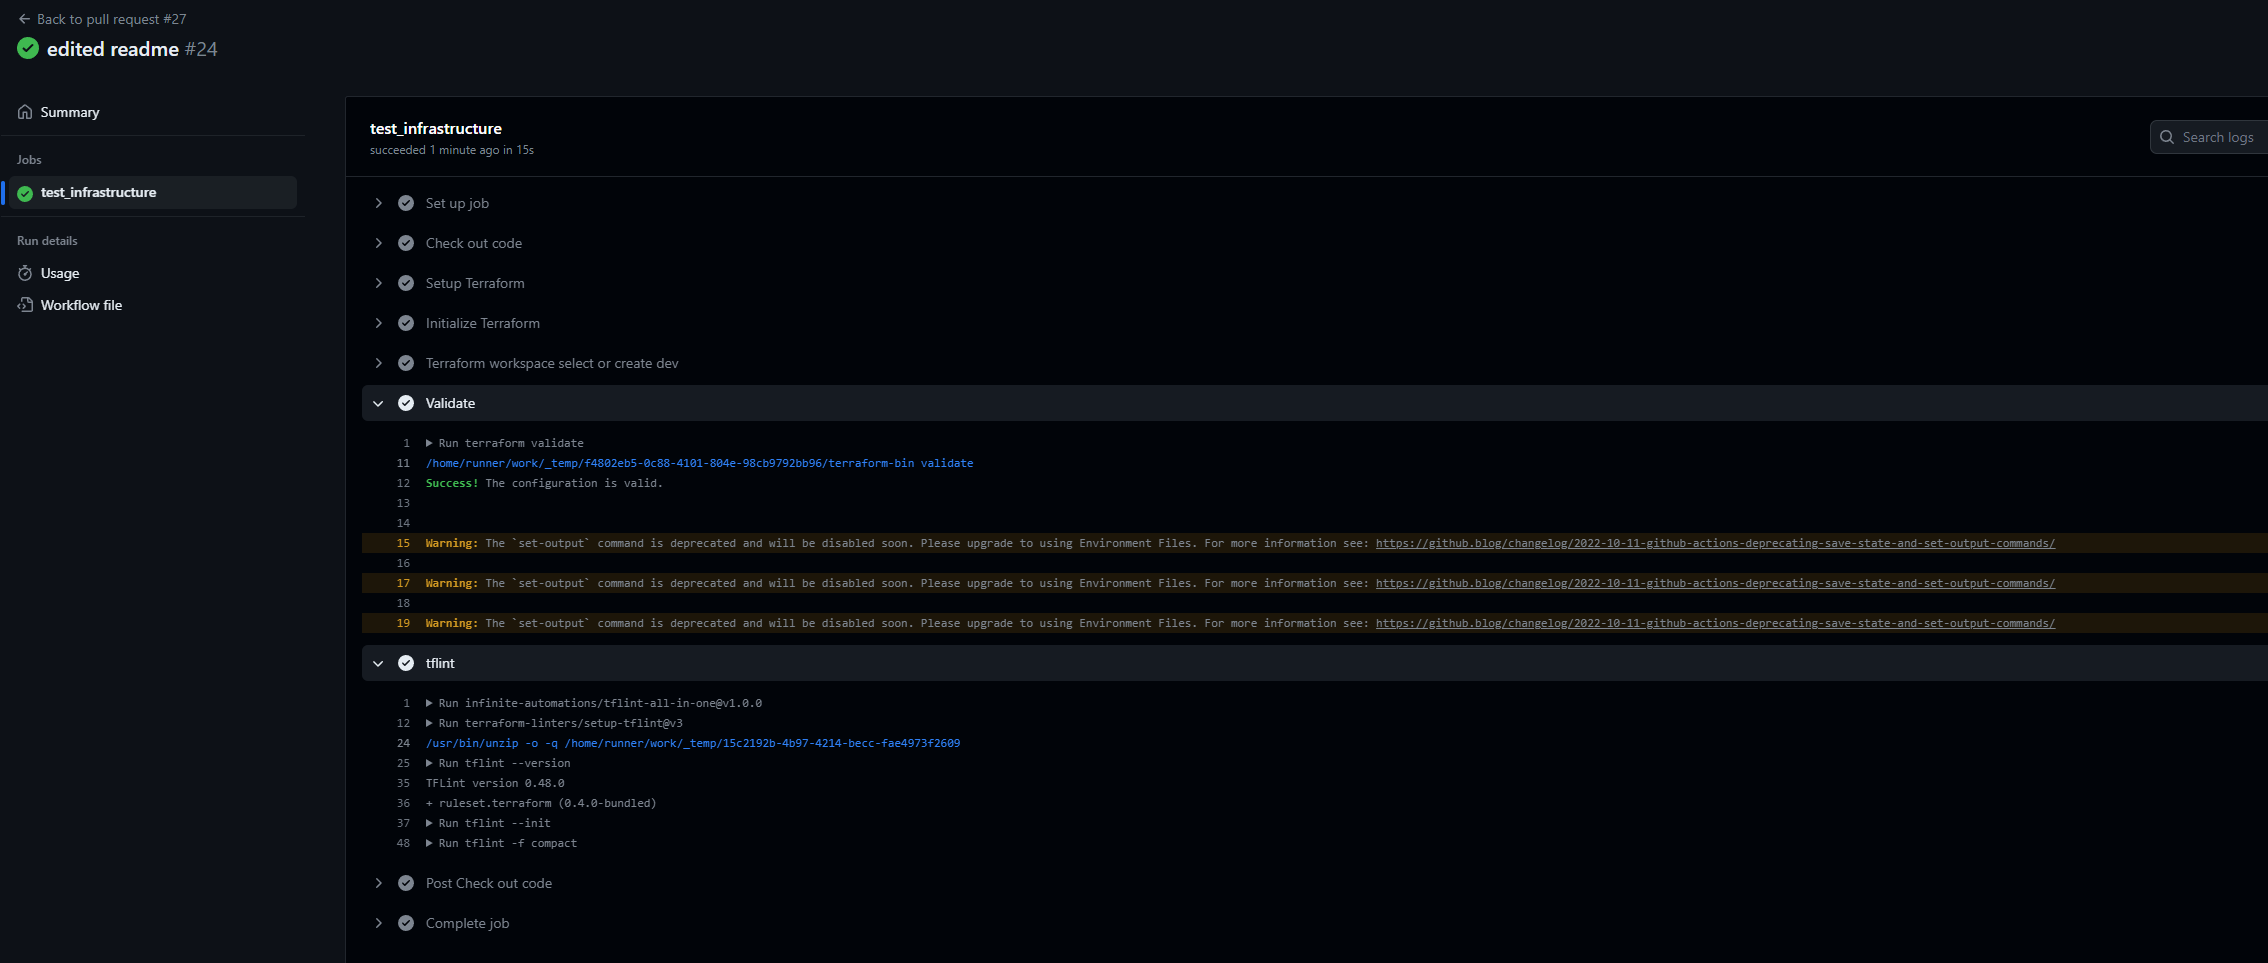 Back to pull request #27
edited readme #24
Summary
Jobs
test_infrastructure
Run details
Usage
Workflow file
test_infrastructure
succeeded 1 minute ago in 15s
Search logs
Set up job
Check out code
Setup Terraform
Initialize Terraform
Terraform workspace select or create dev
Validate
1 Run terraform validate
11 /home/runner/work/_temp/f4802eb5-0c88-4101-804e-98cb9792bb96/terraform-bin validate
12 Success! The configuration is valid.
13
14
15 Warning: The `set-output` command is deprecated and will be disabled soon. Please upgrade to using Environment Files. For more information see: https://github.blog/changelog/2022-10-11-github-actions-deprecating-save-state-and-set-output-commands/
16
17 Warning: The `set-output` command is deprecated and will be disabled soon. Please upgrade to using Environment Files. For more information see: https://github.blog/changelog/2022-10-11-github-actions-deprecating-save-state-and-set-output-commands/
18
19 Warning: The `set-output` command is deprecated and will be disabled soon. Please upgrade to using Environment Files. For more information see: https://github.blog/changelog/2022-10-11-github-actions-deprecating-save-state-and-set-output-commands/
tflint
1 Run infinite-automations/tflint-all-in-one@v1.0.0
12 Run terraform-linters/setup-tflint@v3
24 /usr/bin/unzip -o -q /home/runner/work/_temp/15c2192b-4b97-4214-becc-fae4973f2609
25 Run tflint --version
35 TFLint version 0.48.0
36 + ruleset.terraform (0.4.0-bundled)
37 Run tflint --init
48 Run tflint -f compact
Post Check out code
Complete job